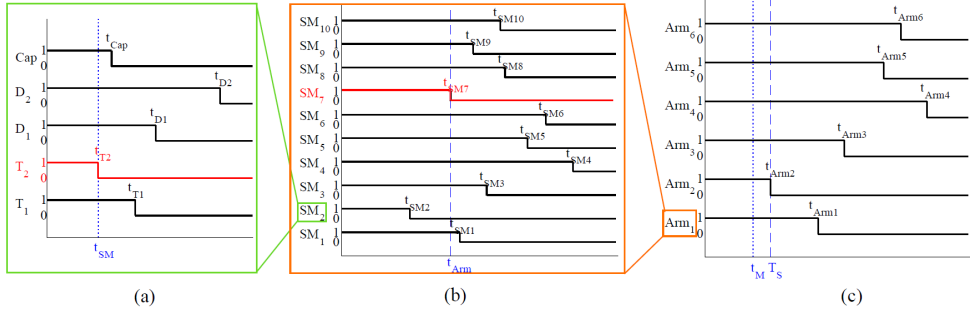 Cap 1 0 t_Cap
D_2 1 0 t_D2
D_1 1 0 t_D1
T_2 1 0 t_T2
T_1 1 0 t_T1
t_SM
(a)
SM_10 1 0 t_SM10
SM_9 1 0 t_SM9
SM_8 1 0 t_SM8
SM_7 1 0 t_SM7
SM_6 1 0 t_SM6
SM_5 1 0 t_SM5
SM_4 1 0 t_SM4
SM_3 1 0 t_SM3
SM_2 1 0 t_SM2
SM_1 1 0 t_SM1
t_Arm
(b)
Arm_6 1 0 t_Arm6
Arm_5 1 0 t_Arm5
Arm_4 1 0 t_Arm4
Arm_3 1 0 t_Arm3
Arm_2 1 0 t_Arm2
Arm_1 1 0 t_Arm1
t_M T_S
(c)